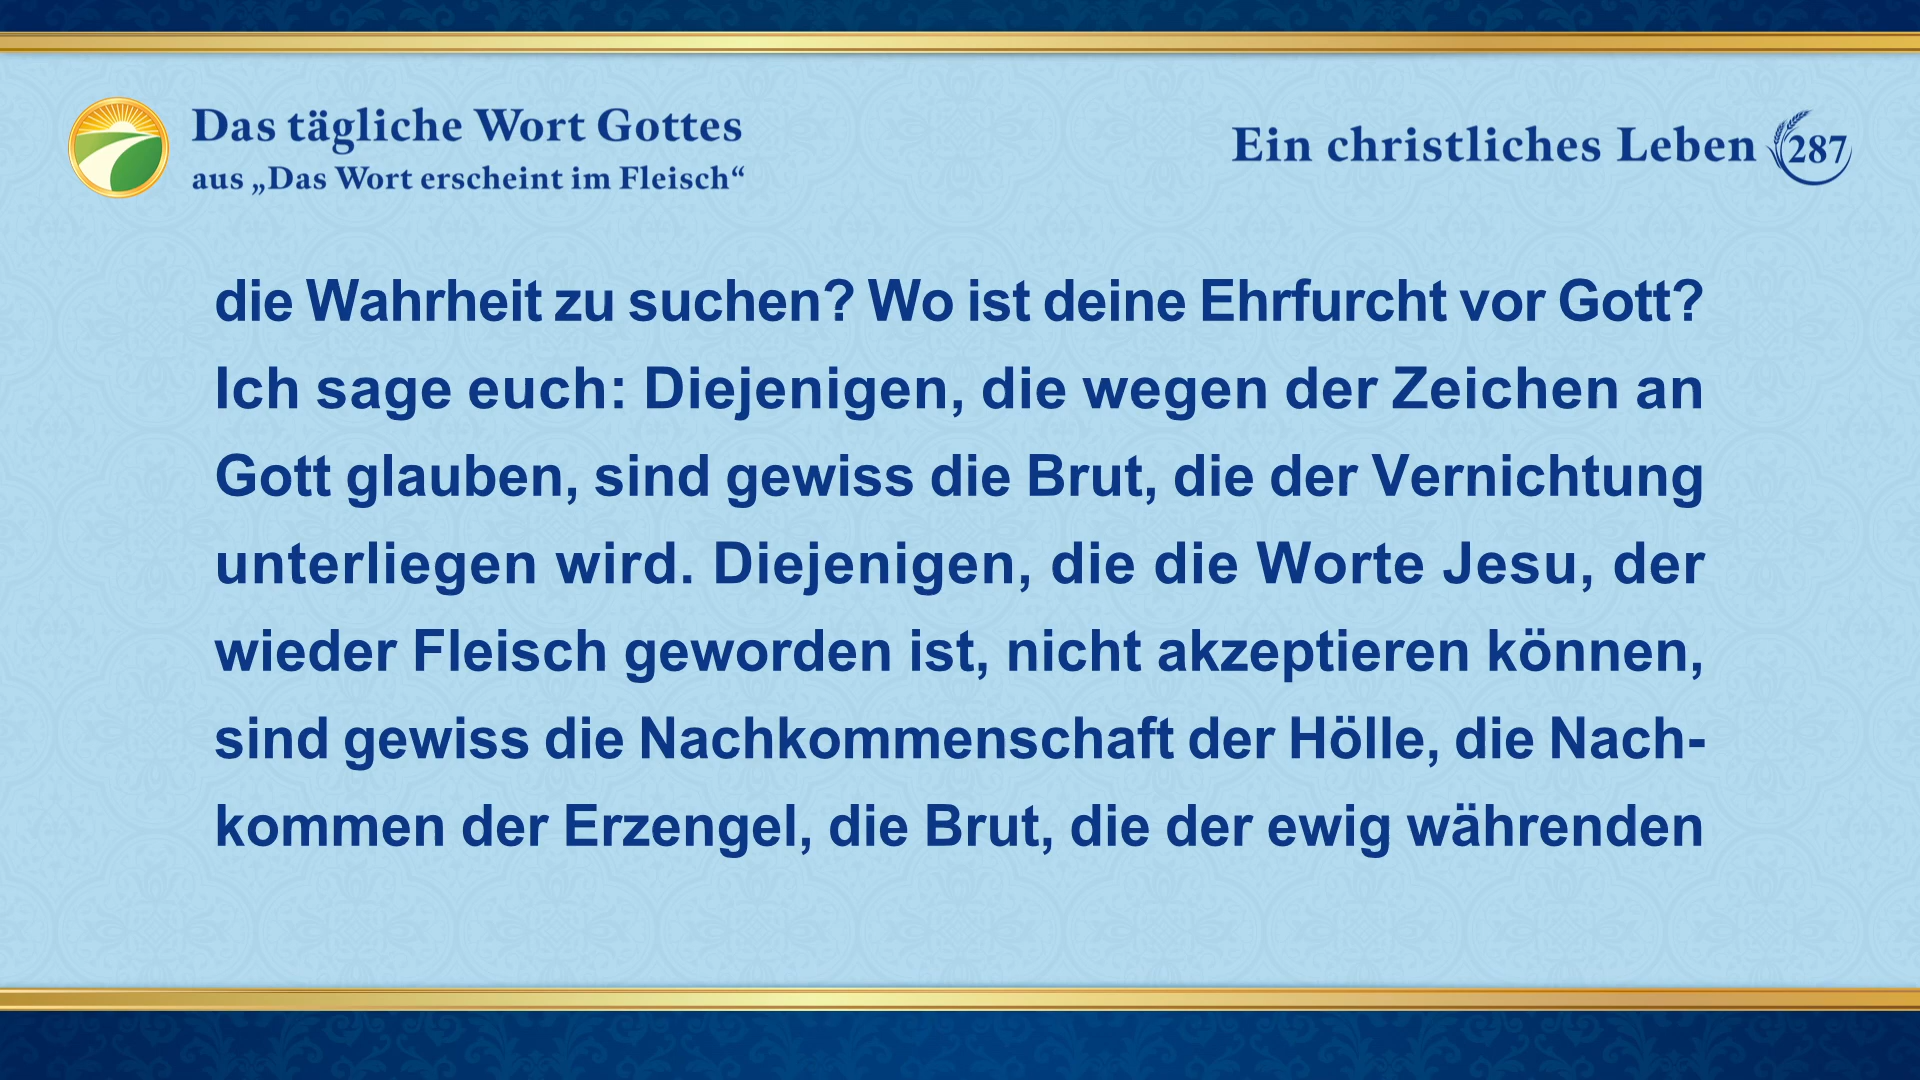 Das tägliche Wort Gottes
aus „Das Wort erscheint im Fleisch“
Ein christliches Leben 287
die Wahrheit zu suchen? Wo ist deine Ehrfurcht vor Gott?
Ich sage euch: Diejenigen, die wegen der Zeichen an
Gott glauben, sind gewiss die Brut, die der Vernichtung
unterliegen wird. Diejenigen, die die Worte Jesu, der
wieder Fleisch geworden ist, nicht akzeptieren können,
sind gewiss die Nachkommenschaft der Hölle, die Nach-
kommen der Erzengel, die Brut, die der ewig währenden